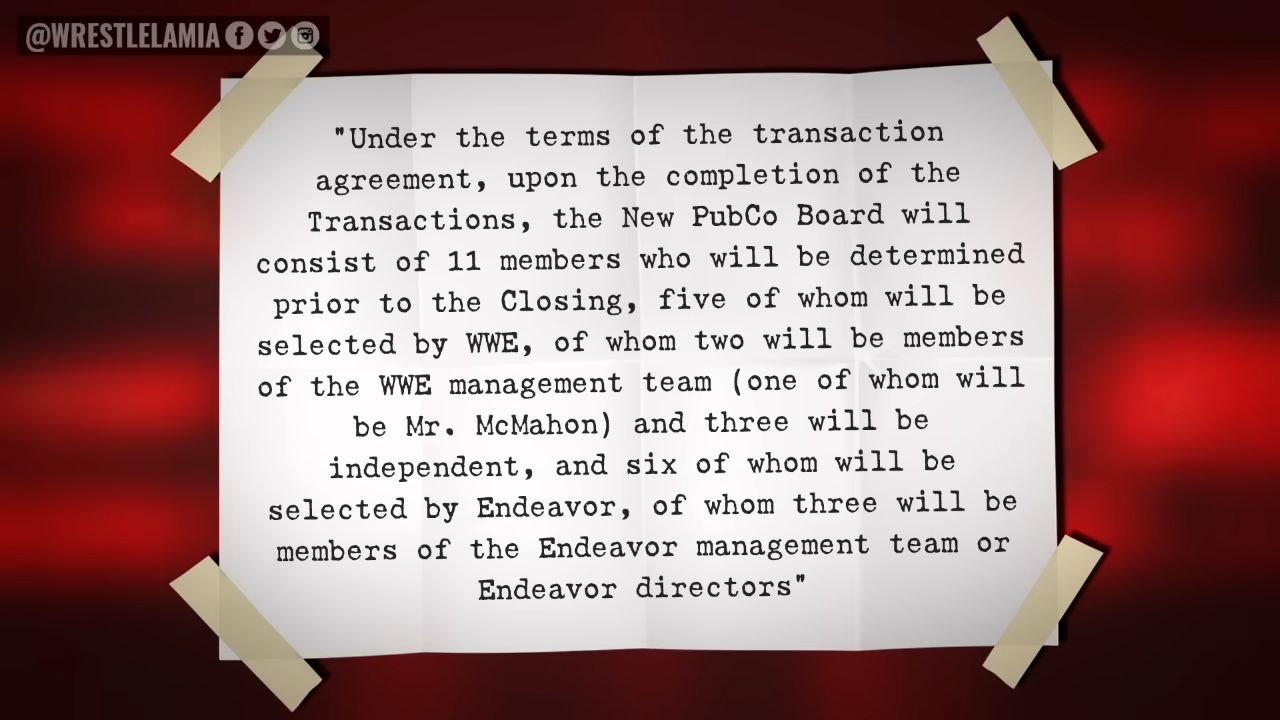 @WRESTLELAMIA
"Under the terms of the transaction
agreement, upon the completion of the
Transactions, the New PubCo Board will
consist of 11 members who will be determined
prior to the Closing, five of whom will be
selected by WWE, of whom two will be members
of the WWE management team (one of whom will
be Mr. McMahon) and three will be
independent, and six of whom will be
selected by Endeavor, of whom three will be
members of the Endeavor management team or
Endeavor directors"